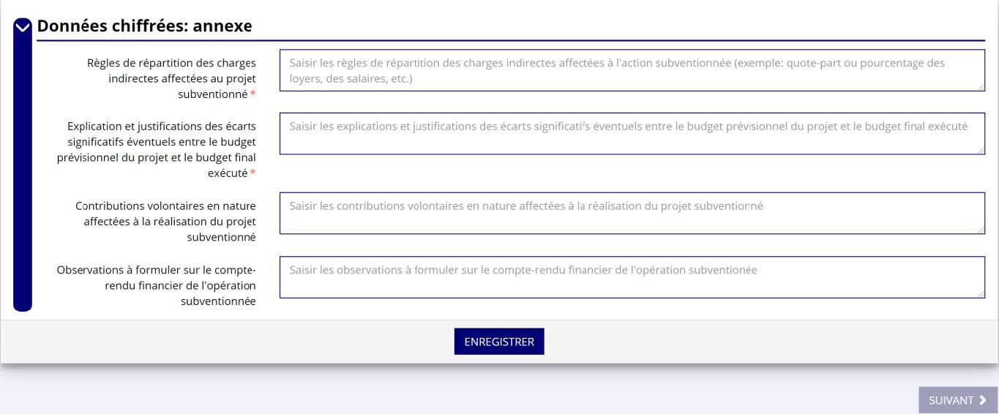 Données chiffrées: annexe
Règles de répartition des charges
indirectes affectées au projet
subventionné *
Saisir les règles de répartition des charges indirectes affectées à l'action subventionnée (exemple: quote-part ou pourcentage des
loyers, des salaires, etc.)
Explication et justifications des écarts
significatifs éventuels entre le budget
prévisionnel du projet et le budget final
exécuté *
Saisir les explications et justifications des écarts significatifs éventuels entre le budget prévisionnel du projet et le budget final exécuté
Contributions volontaires en nature
affectées à la réalisation du projet
subventionné
Saisir les contributions volontaires en nature affectées à la réalisation du projet subventionné
Observations à formuler sur le compte-
rendu financier de l'opération
subventionnée
Saisir les observations à formuler sur le compte-rendu financier de l'opération subventionée
ENREGISTRER
SUIVANT